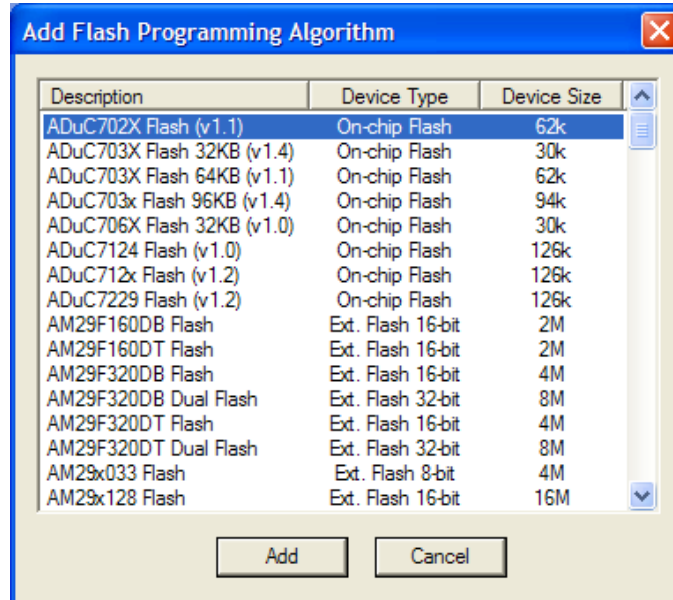 Add Flash Programming Algorithm
Description Device Type Device Size
ADuC702X Flash (v1.1) On-chip Flash 62k
ADuC703X Flash 32KB (v1.4) On-chip Flash 30k
ADuC703X Flash 64KB (v1.1) On-chip Flash 62k
ADuC703x Flash 96KB (v1.4) On-chip Flash 94k
ADuC706X Flash 32KB (v1.0) On-chip Flash 30k
ADuC7124 Flash (v1.0) On-chip Flash 126k
ADuC712x Flash (v1.2) On-chip Flash 126k
ADuC7229 Flash (v1.2) On-chip Flash 126k
AM29F160DB Flash Ext. Flash 16-bit 2M
AM29F160DT Flash Ext. Flash 16-bit 2M
AM29F320DB Flash Ext. Flash 16-bit 4M
AM29F320DB Dual Flash Ext. Flash 32-bit 8M
AM29F320DT Flash Ext. Flash 16-bit 4M
AM29F320DT Dual Flash Ext. Flash 32-bit 8M
AM29x033 Flash Ext. Flash 8-bit 4M
AM29x128 Flash Ext. Flash 16-bit 16M
Add Cancel